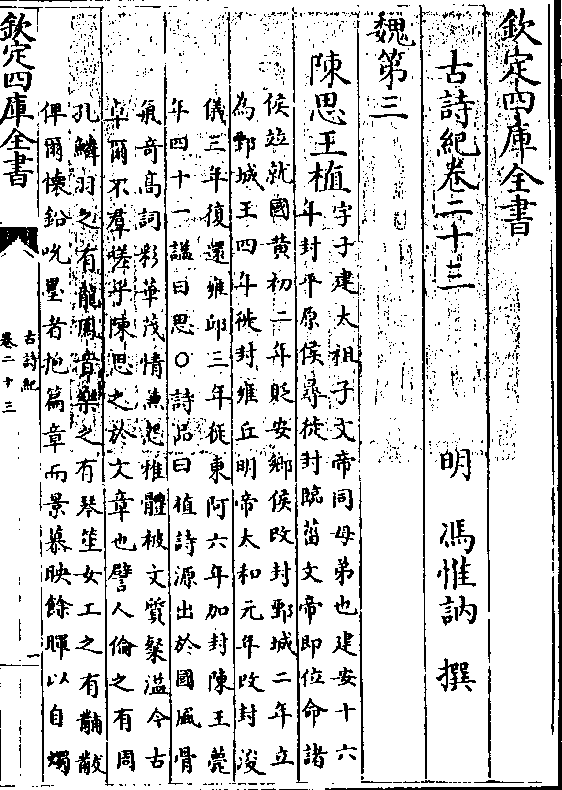 欽定四庫全書
古詩紀卷二十三　明　馮惟訥　撰
魏第三
陳思王植 字子建太祖子文帝同母弟也建安十六
年封平原侯尋徙封臨菑文帝即位命諸
侯竝就國黄初二年貶安鄉侯改封鄄城二年立
為鄄城王四年徙封雍丘明帝太和元年改封浚
儀三年復還雍邱三年從東阿六年加封陳王薨
年四十一諡曰思○詩品曰植詩源出於國風骨
氣奇高詞彩華茂情兼怨雅體被文質粲溢今古
卓爾不羣嗟乎陳思之於文章也譬人倫之有周
孔鱗羽之有龍鳳音樂之有琴笙女工之有黼黻
俾爾懷鉛吮墨者抱篇章而景慕映餘暉以自燭
欽定四庫全書
古詩紀
卷二十三
一